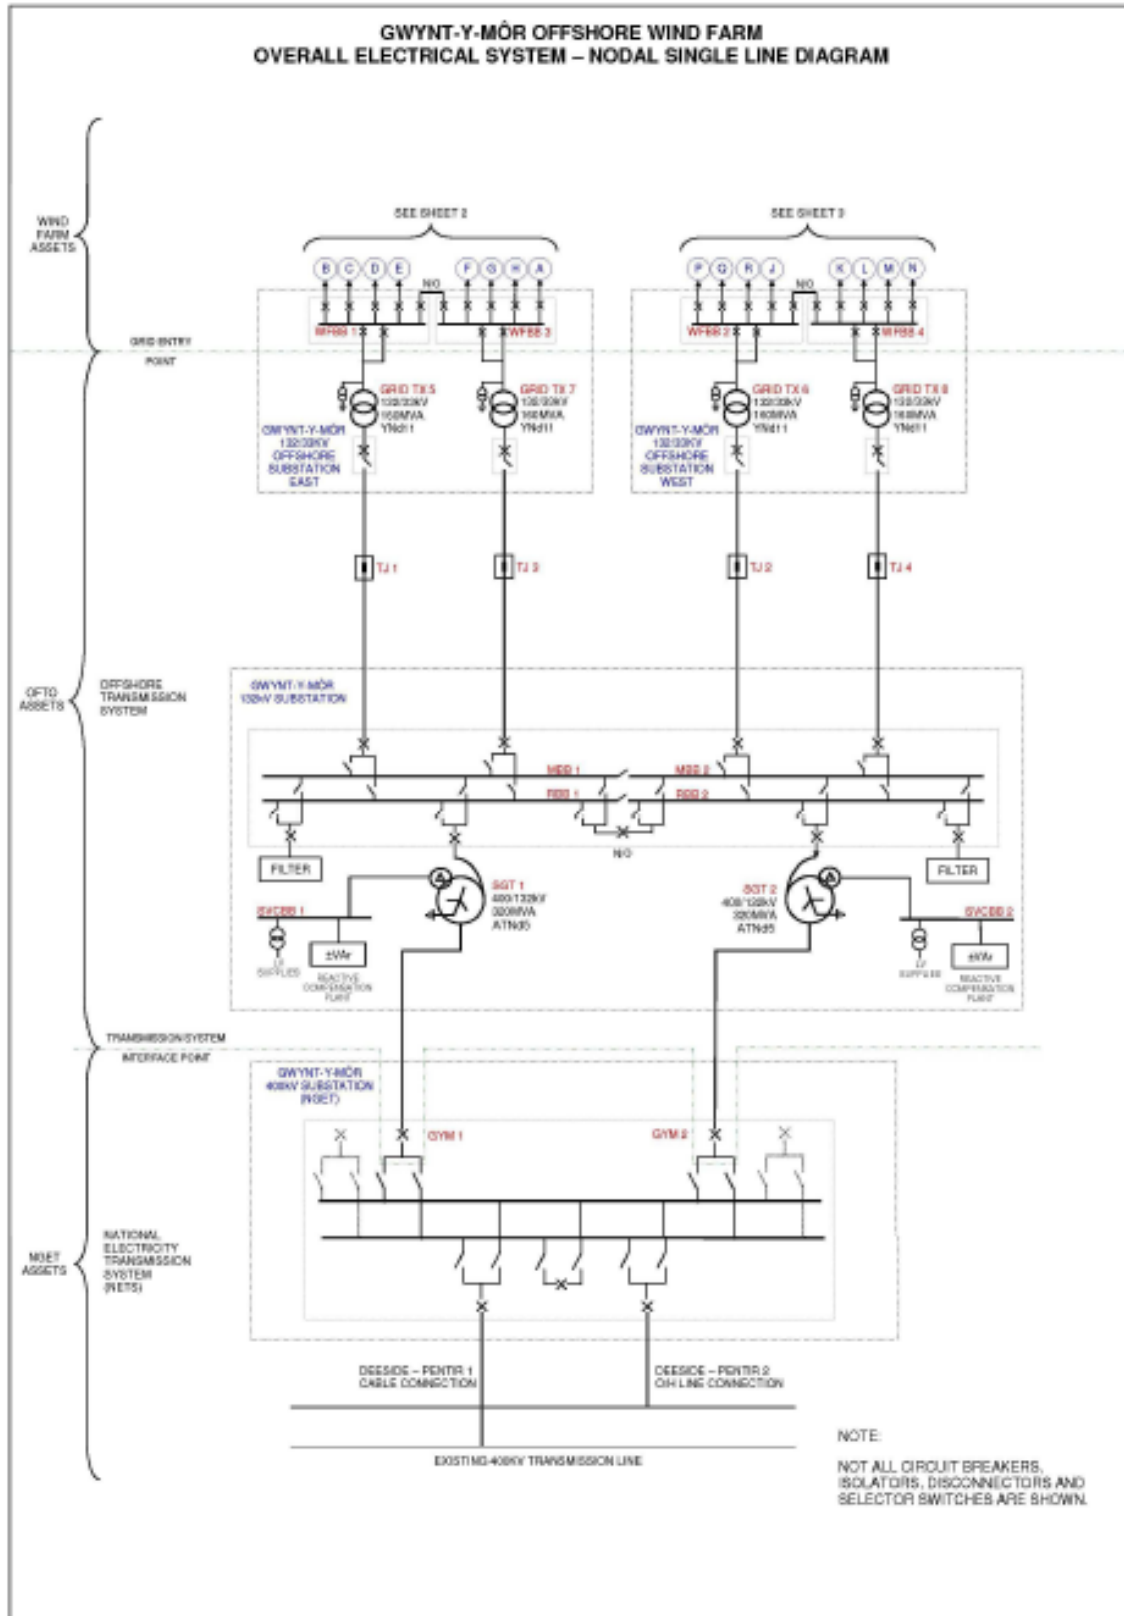 GWYNT-Y-MÔR OFFSHORE WIND FARM
OVERALL ELECTRICAL SYSTEM – NODAL SINGLE LINE DIAGRAM
WIND
FARM
ASSETS
SEE SHEET 2
SEE SHEET 3
B C D E F G H A
P Q R J K L M N
N/O
N/O
WFBB 1
WFBB 3
WFBB 2
WFBB 4
GRID ENTRY
POINT
GRID TX 5
132/33kV
160MVA
YNd11
GRID TX 7
132/33kV
160MVA
YNd11
GRID TX 6
132/33kV
160MVA
YNd11
GRID TX 8
132/33kV
160MVA
YNd11
GWYNT-Y-MÔR
132/33KV
OFFSHORE
SUBSTATION
EAST
GWYNT-Y-MÔR
132/33KV
OFFSHORE
SUBSTATION
WEST
TJ 1
TJ 3
TJ 2
TJ 4
OFTO
ASSETS
OFFSHORE
TRANSMISSION
SYSTEM
GWYNT-Y-MÔR
132kV SUBSTATION
MBB 1
MBB 2
RBB 1
RBB 2
N/O
FILTER
FILTER
SGT 1
400/132kV
320MVA
ATNd5
SGT 2
400/132kV
320MVA
ATNd5
SVCBB 1
SVCBB 2
±VAr
±VAr
LV
SUPPLIES
REACTIVE
COMPENSATION
PLANT
LV
SUPPLIES
REACTIVE
COMPENSATION
PLANT
TRANSMISSION SYSTEM
INTERFACE POINT
GWYNT-Y-MÔR
400kV SUBSTATION
(NGET)
GYM 1
GYM 2
NGET
ASSETS
NATIONAL
ELECTRICITY
TRANSMISSION
SYSTEM
(NETS)
DEESIDE – PENTIR 1
CABLE CONNECTION
DEESIDE – PENTIR 2
O/H LINE CONNECTION
EXISTING 400KV TRANSMISSION LINE
NOTE:
NOT ALL CIRCUIT BREAKERS,
ISOLATORS, DISCONNECTORS AND
SELECTOR SWITCHES ARE SHOWN.